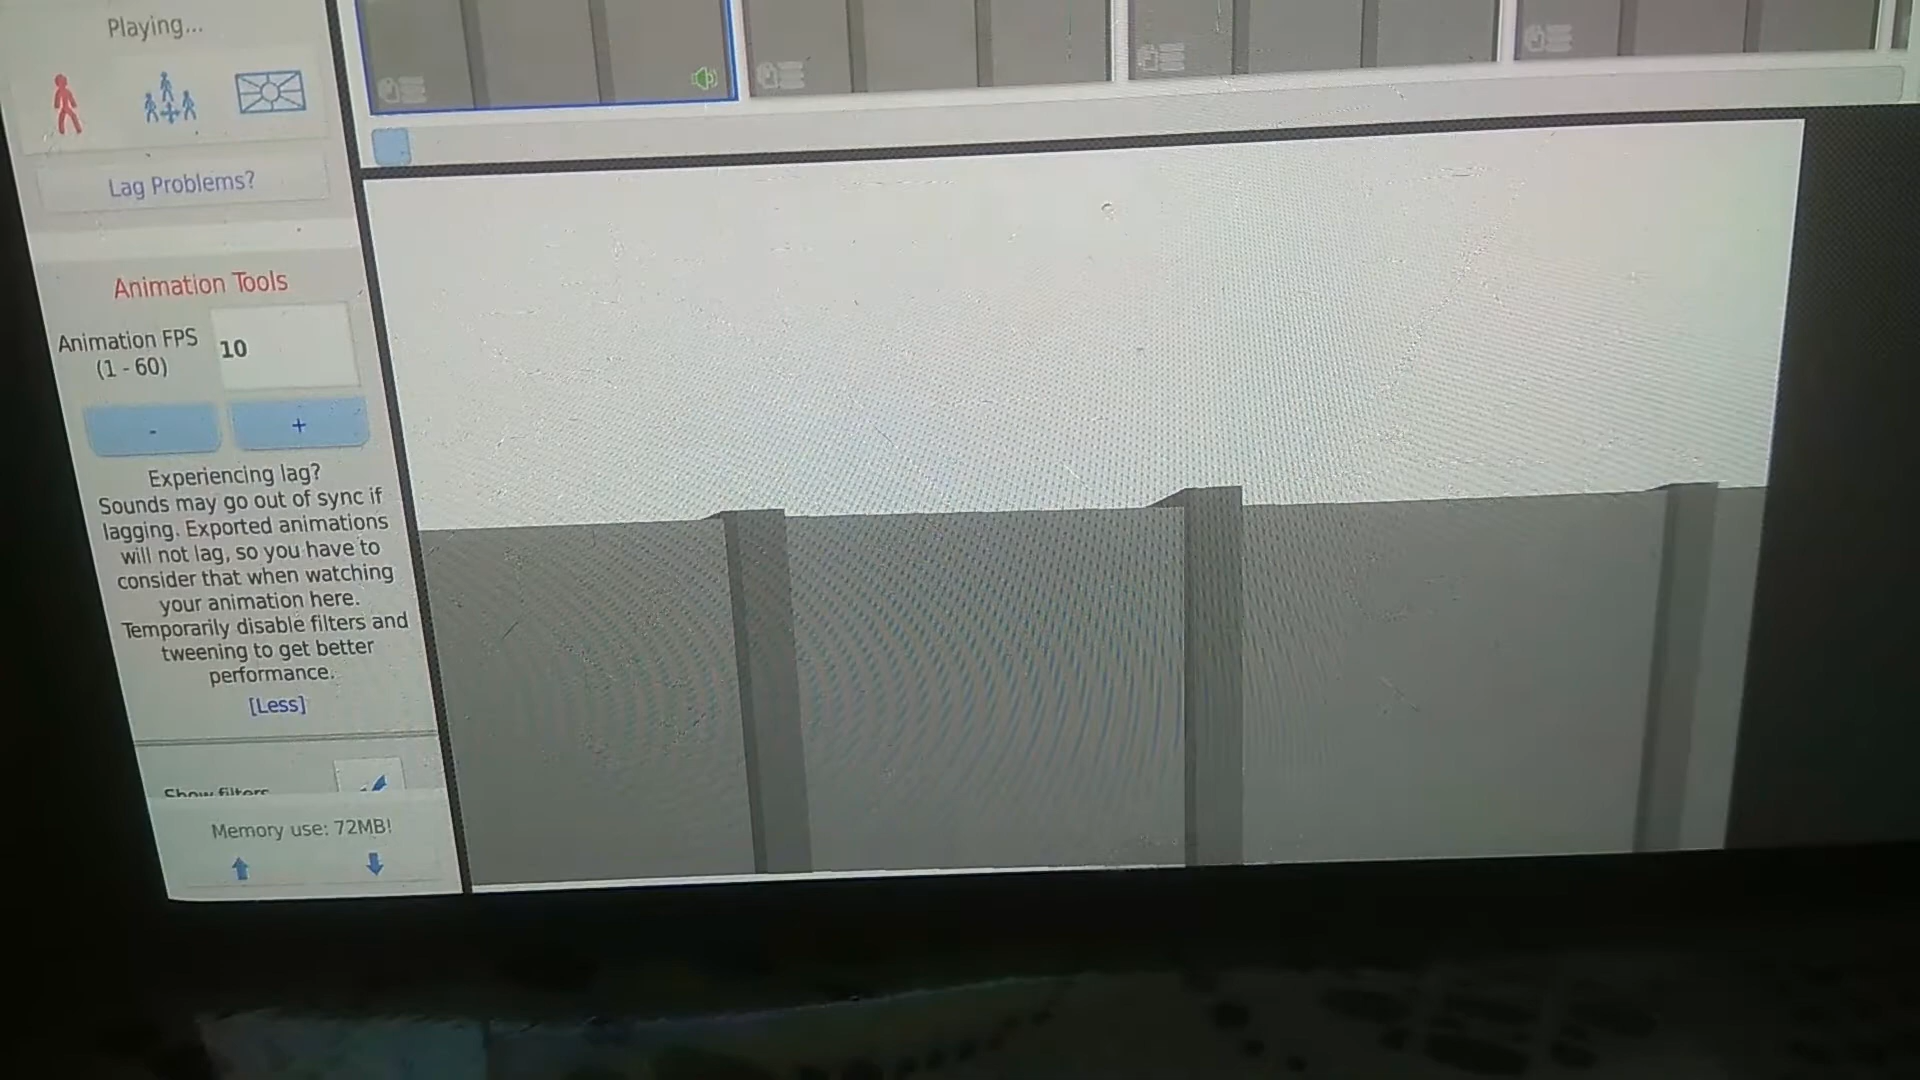 Playing...
Lag Problems?
Animation Tools
Animation FPS
(1 - 60)
10
-
+
Experiencing lag?
Sounds may go out of sync if
lagging. Exported animations
will not lag, so you have to
consider that when watching
your animation here.
Temporarily disable filters and
tweening to get better
performance.
[Less]
Show filters
Memory use: 72MB!